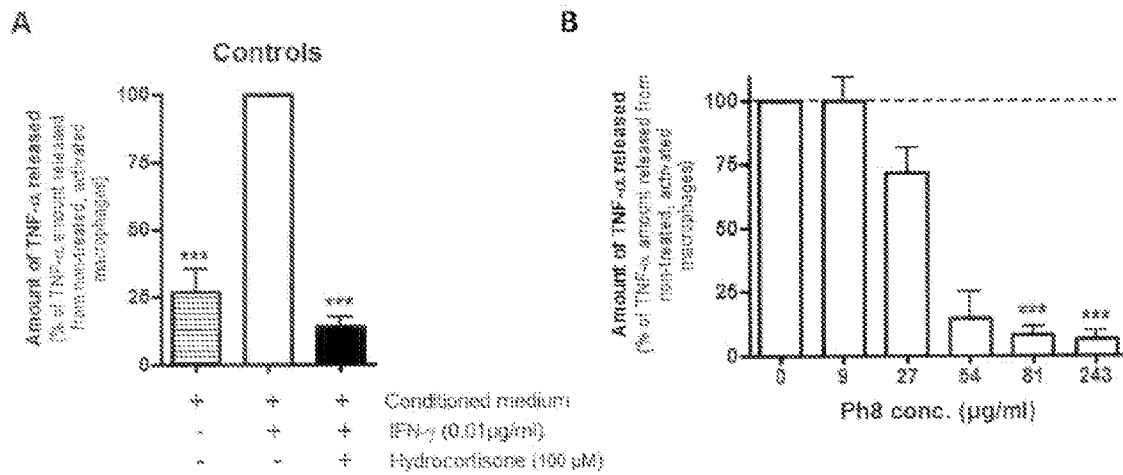 A
Controls
Amount of TNF-α released
(% of TNF-α amount released
from non-treated, activated
macrophages)
100
75
50
25
0
***
***
+ + + Conditioned medium
- + + IFN-γ (0.01µg/ml)
- - + Hydrocortisone (100 µM)
B
Amount of TNF-α released
(% of TNF-α amount released from
non-treated, activated
macrophages)
100
75
50
25
0
***
***
0 9 27 54 81 243
Ph8 conc. (µg/ml)